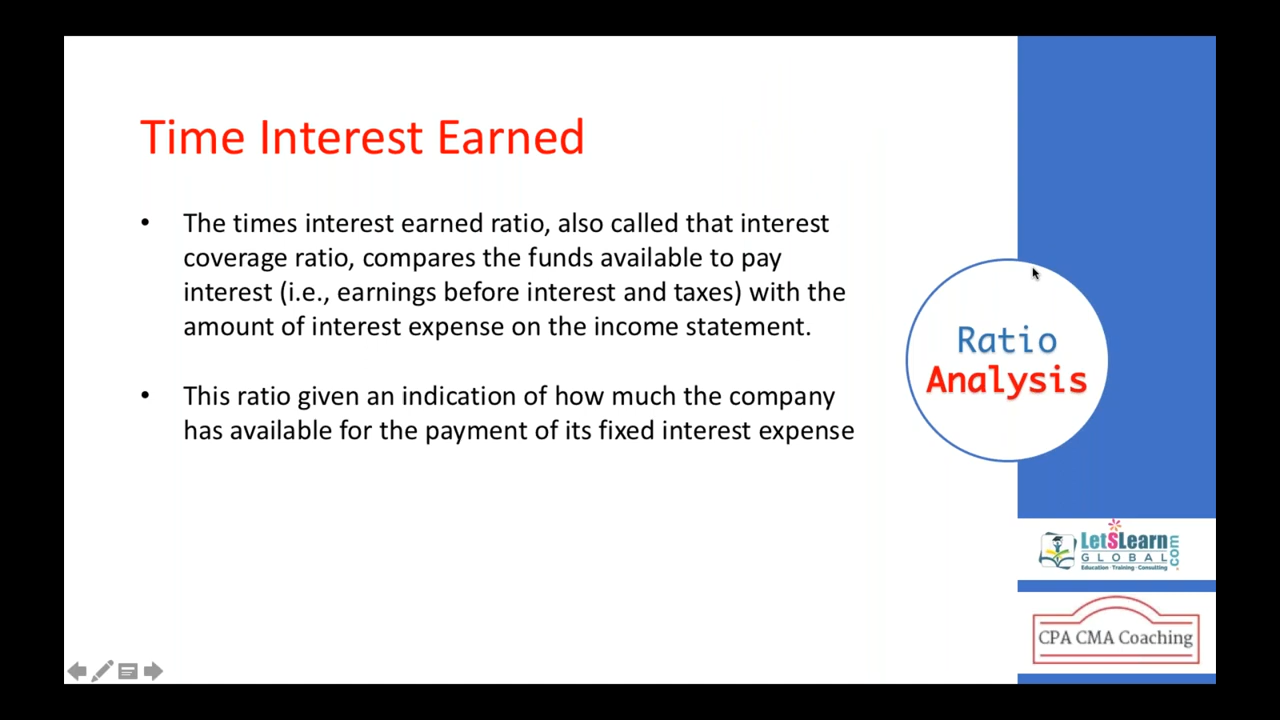 Time Interest Earned
• The times interest earned ratio, also called that interest
coverage ratio, compares the funds available to pay
interest (i.e., earnings before interest and taxes) with the
amount of interest expense on the income statement.
• This ratio given an indication of how much the company
has available for the payment of its fixed interest expense
Ratio
Analysis
LetSLearn
GLOBAL
.com
Education · Training · Consulting
CPA CMA Coaching